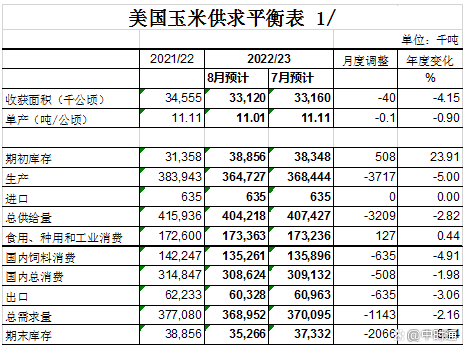 美国玉米供求平衡表 1/
单位：千吨
2021/22 2022/23 月度调整 年度变化
8月预计 7月预计 %
收获面积（千公顷） 34,555 33,120 33,160 -40 -4.15
单产（吨/公顷） 11.11 11.01 11.11 -0.1 -0.90
期初库存 31,358 38,856 38,348 508 23.91
生产 383,943 364,727 368,444 -3717 -5.00
进口 635 635 635 0 0.00
总供给量 415,936 404,218 407,427 -3209 -2.82
食用、种用和工业消费 172,600 173,363 173,236 127 0.44
国内饲料消费 142,247 135,261 135,896 -635 -4.91
国内总消费 314,847 308,624 309,132 -508 -1.98
出口 62,233 60,328 60,963 -635 -3.06
总需求量 377,080 368,952 370,095 -1143 -2.16
期末库存 38,856 35,266 37,332 -2066